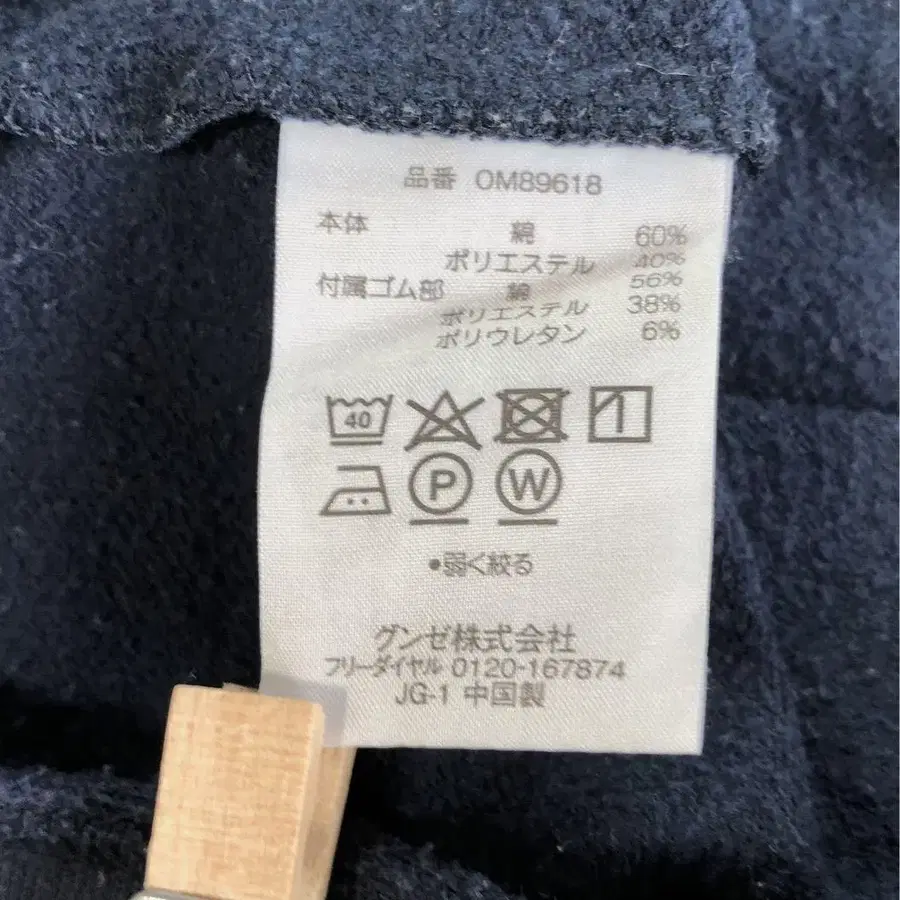 品番 OM89618
本体 綿 60%
ポリエステル 40%
付属ゴム部 綿 56%
ポリエステル 38%
ポリウレタン 6%
40
P W
•弱く絞る
グンゼ株式会社
フリーダイヤル 0120-167874
JG-1 中国製